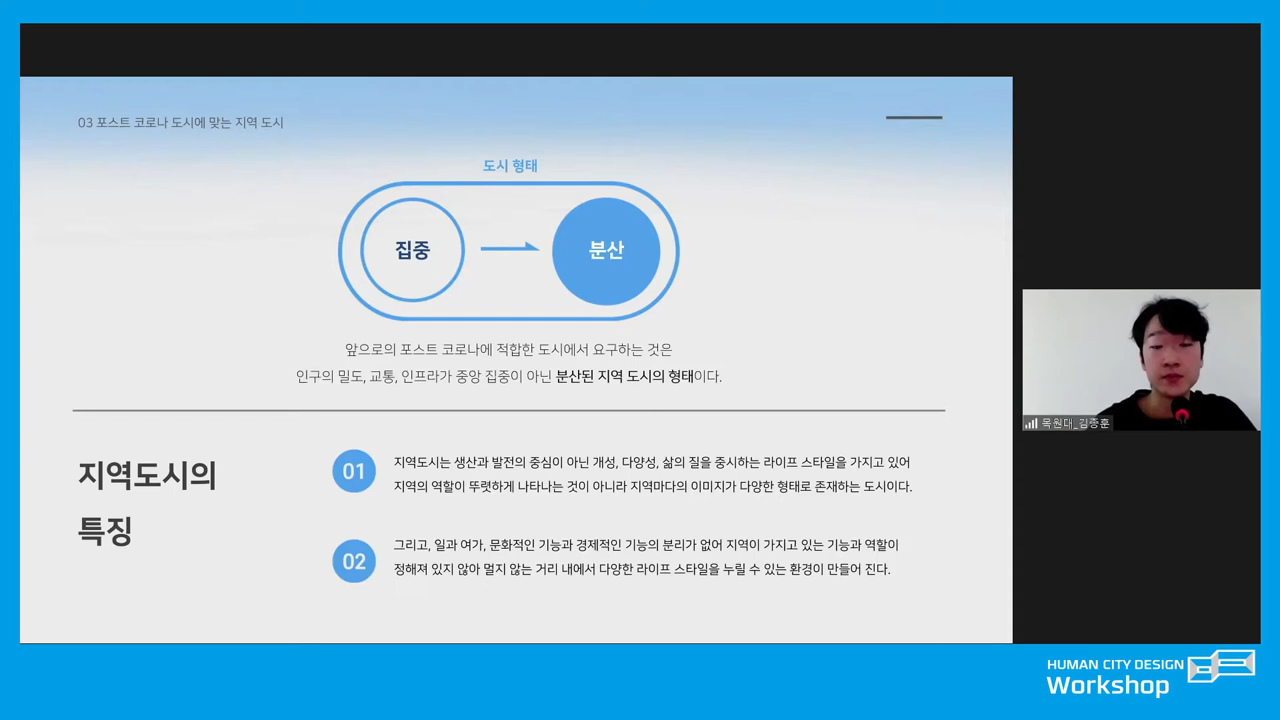 03 포스트 코로나 도시에 맞는 지역 도시
도시 형태
집중
분산
앞으로의 포스트 코로나에 적합한 도시에서 요구하는 것은
인구의 밀도, 교통, 인프라가 중앙 집중이 아닌 분산된 지역 도시의 형태이다.
지역도시의
특징
01
지역도시는 생산과 발전의 중심이 아닌 개성, 다양성, 삶의 질을 중시하는 라이프 스타일을 가지고 있어
지역의 역할이 뚜렷하게 나타나는 것이 아니라 지역마다의 이미지가 다양한 형태로 존재하는 도시이다.
02
그리고, 일과 여가, 문화적인 기능과 경제적인 기능의 분리가 없어 지역이 가지고 있는 기능과 역할이
정해져 있지 않아 멀지 않는 거리 내에서 다양한 라이프 스타일을 누릴 수 있는 환경이 만들어 진다.
목원대_김종훈
HUMAN CITY DESIGN
Workshop